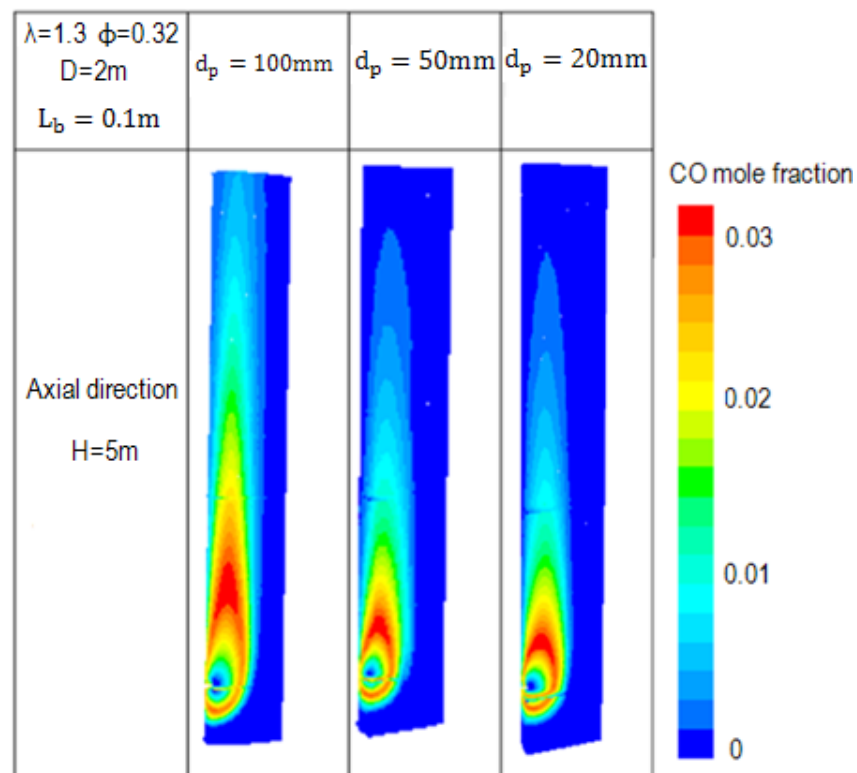 λ=1.3 ϕ=0.32
D=2m
L_b = 0.1m
d_p = 100mm
d_p = 50mm
d_p = 20mm
Axial direction
H=5m
CO mole fraction
0.03
0.02
0.01
0